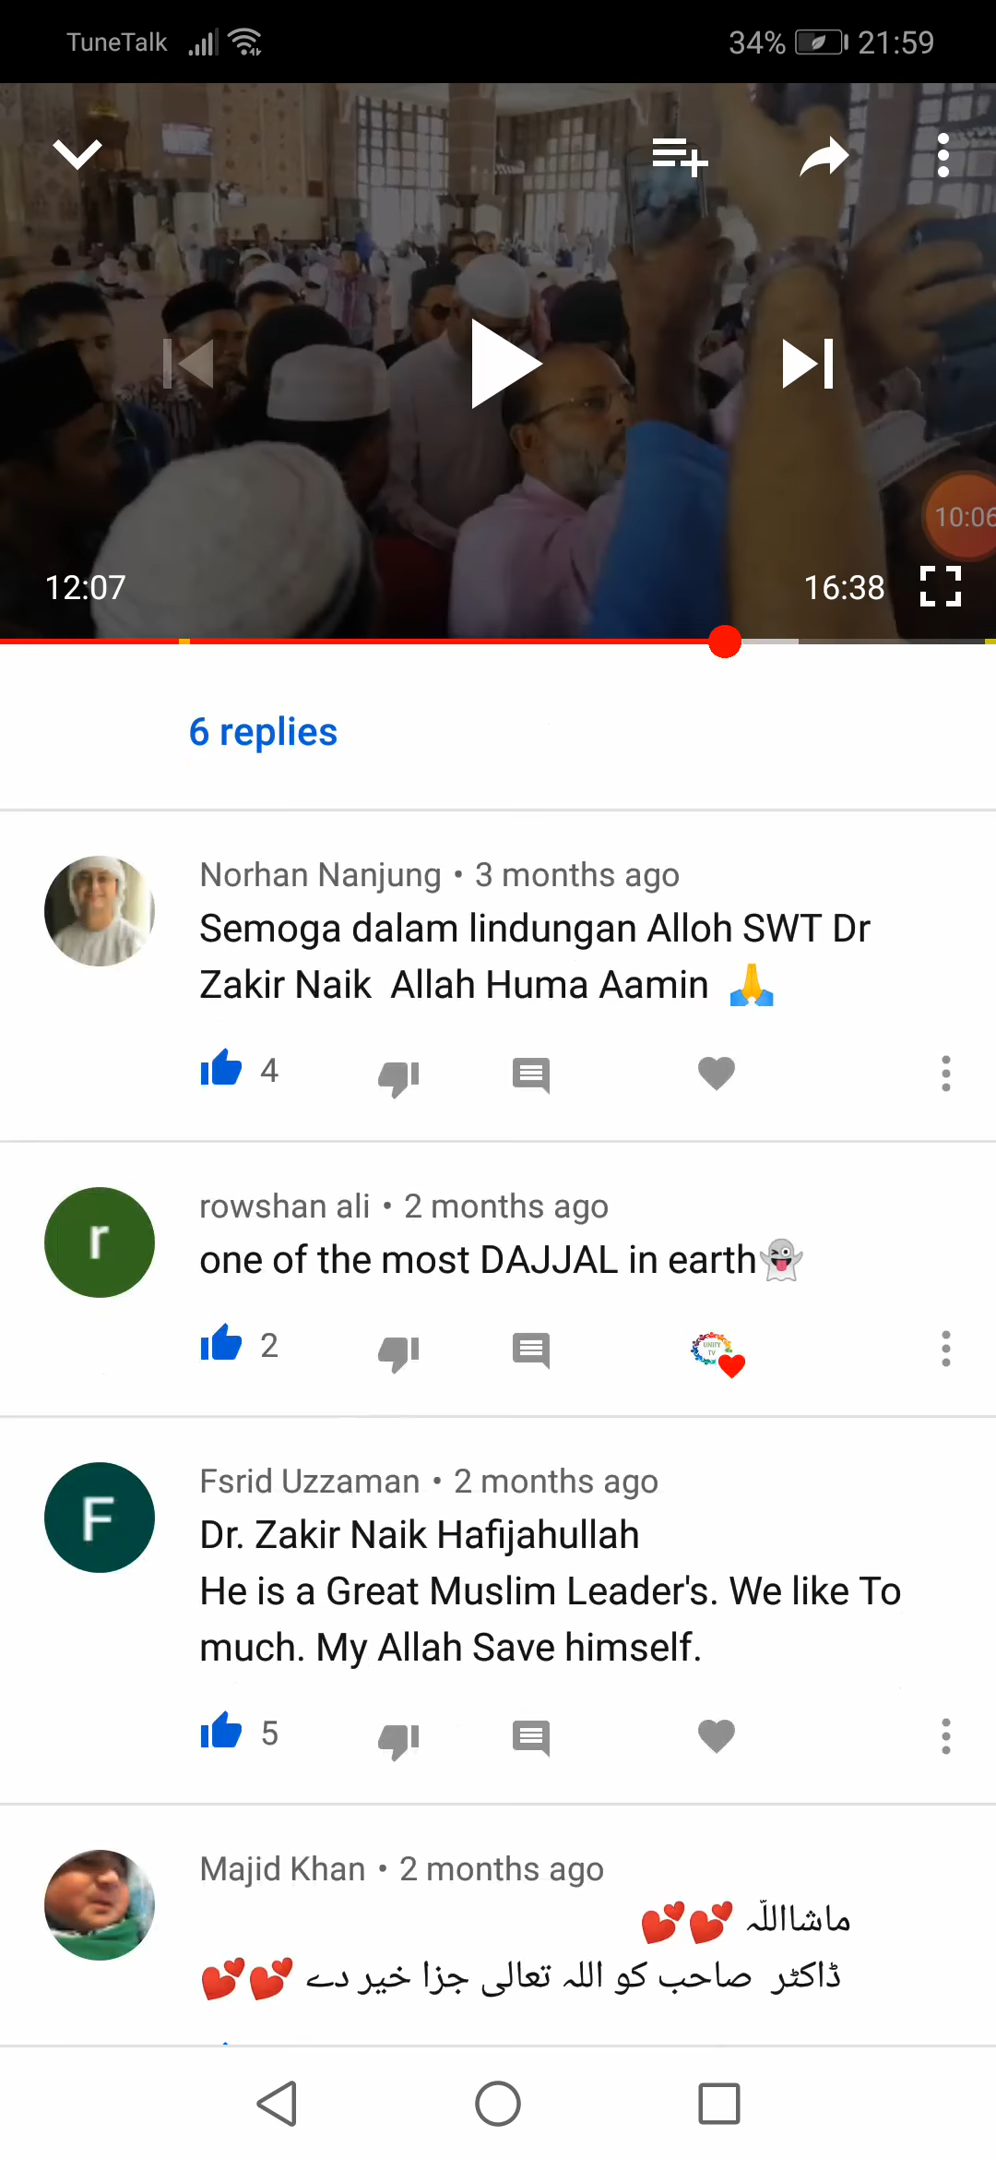 TuneTalk 34% 21:59
10:06
12:07 16:38
6 replies
Norhan Nanjung • 3 months ago
Semoga dalam lindungan Alloh SWT Dr
Zakir Naik Allah Huma Aamin 🙏
4
rowshan ali • 2 months ago
r
one of the most DAJJAL in earth👻
2
UNITY
TV
Fsrid Uzzaman • 2 months ago
F
Dr. Zakir Naik Hafijahullah
He is a Great Muslim Leader's. We like To
much. My Allah Save himself.
5
Majid Khan • 2 months ago
ماشااللّہ 💕💕
ڈاکٹر صاحب کو اللہ تعالی جزا خیر دے 💕💕